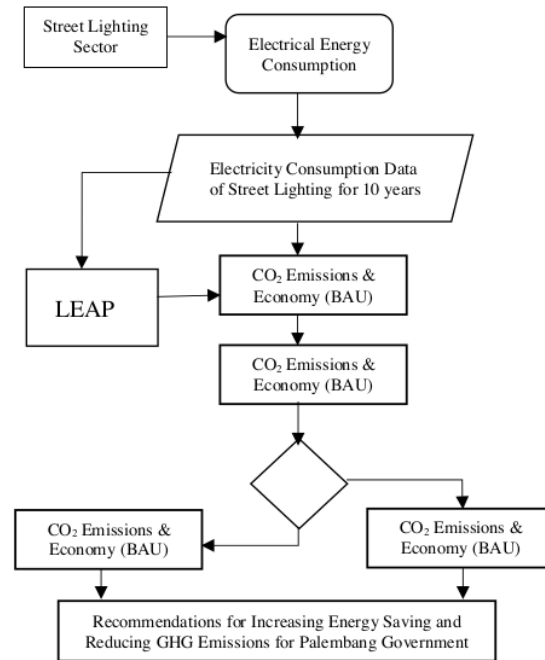 Street Lighting
Sector
Electrical Energy
Consumption
Electricity Consumption Data
of Street Lighting for 10 years
CO₂ Emissions &
Economy (BAU)
LEAP
CO₂ Emissions &
Economy (BAU)
CO₂ Emissions &
Economy (BAU)
CO₂ Emissions &
Economy (BAU)
Recommendations for Increasing Energy Saving and
Reducing GHG Emissions for Palembang Government